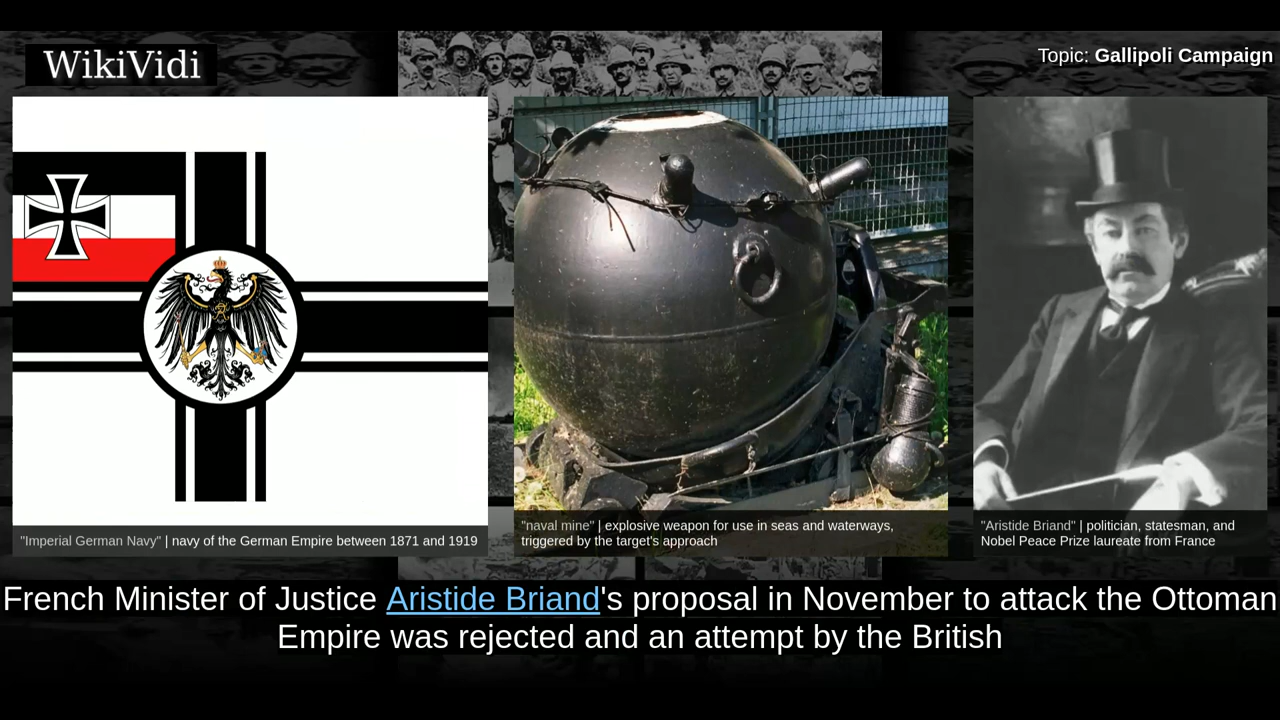 WikiVidi
Topic: Gallipoli Campaign
"Imperial German Navy" | navy of the German Empire between 1871 and 1919
"naval mine" | explosive weapon for use in seas and waterways,
triggered by the target's approach
"Aristide Briand" | politician, statesman, and
Nobel Peace Prize laureate from France
French Minister of Justice Aristide Briand's proposal in November to attack the Ottoman
Empire was rejected and an attempt by the British